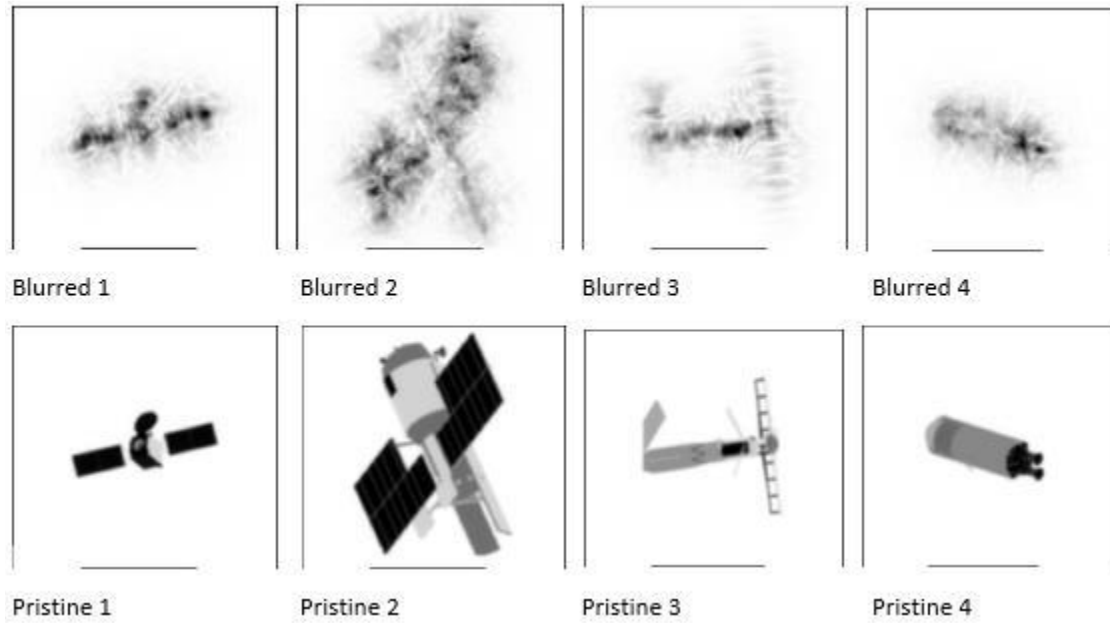 Blurred 1
Blurred 2
Blurred 3
Blurred 4
Pristine 1
Pristine 2
Pristine 3
Pristine 4